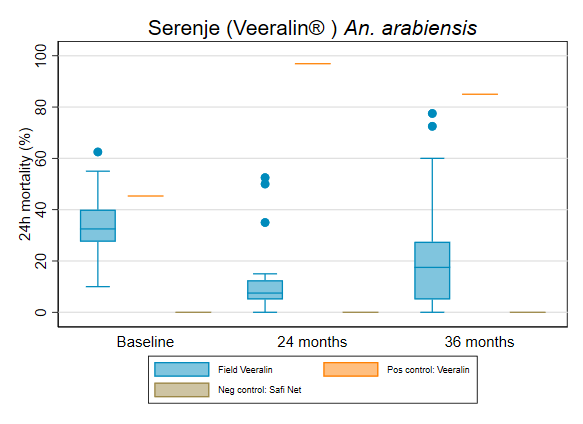 Serenje (Veeralin® ) An. arabiensis
24h mortality (%)
100
80
60
40
20
0
Baseline 24 months 36 months
Field Veeralin Pos control: Veeralin
Neg control: Safi Net